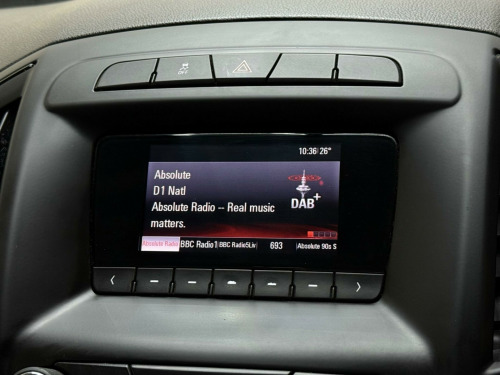 OFF
10:36 26°
Absolute
D1 Natl
Absolute Radio -- Real music
matters.
DAB+
Absolute Radio BBC Radio1 BBC Radio5Liv 693 Absolute 90s S